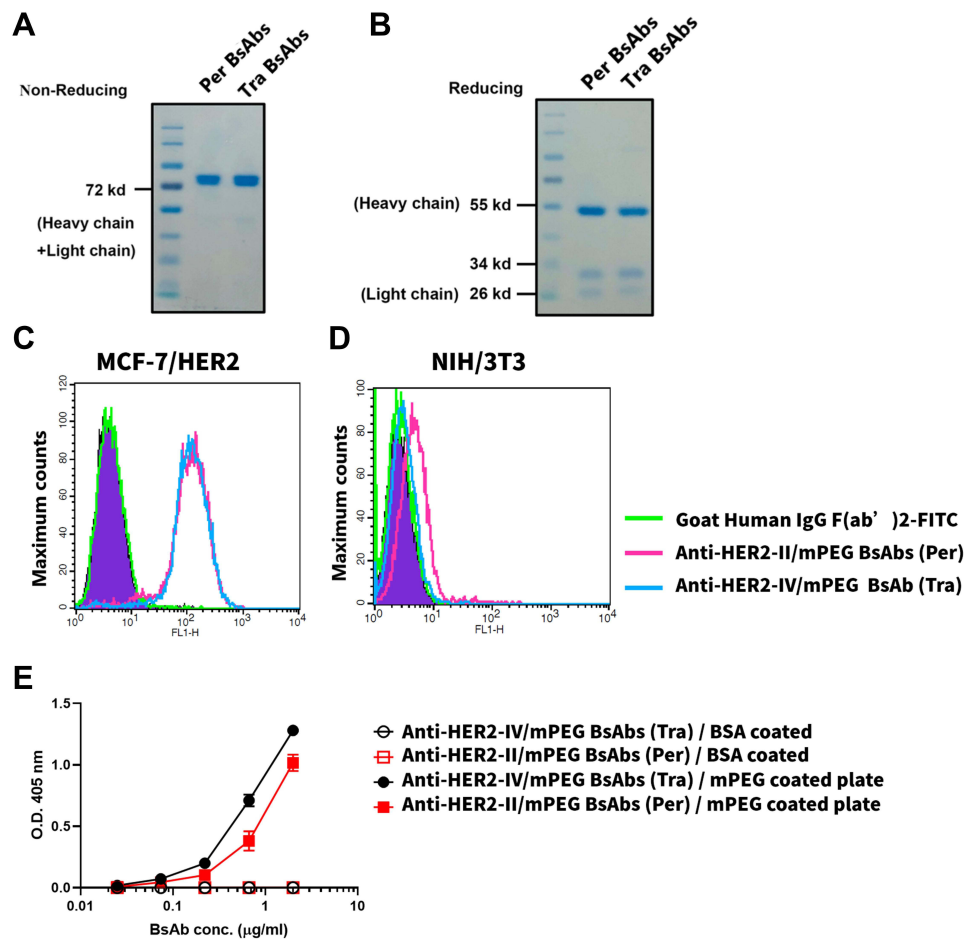 A
Per BsAbs
Tra BsAbs
Non-Reducing
72 kd
(Heavy chain
+Light chain)
B
Per BsAbs
Tra BsAbs
Reducing
(Heavy chain) 55 kd
34 kd
(Light chain) 26 kd
C
MCF-7/HER2
Maximum counts
120
100
80
60
40
20
0
10⁰ 10¹ 10² 10³ 10⁴
FL1-H
D
NIH/3T3
Maximum counts
100
80
60
40
20
0
10⁰ 10¹ 10² 10³ 10⁴
FL1-H
Goat Human IgG F(ab’)2-FITC
Anti-HER2-II/mPEG BsAbs (Per)
Anti-HER2-IV/mPEG BsAb (Tra)
E
O.D. 405 nm
1.5
1.0
0.5
0.0
0.01 0.1 1 10
BsAb conc. (μg/ml)
Anti-HER2-IV/mPEG BsAbs (Tra) / BSA coated
Anti-HER2-II/mPEG BsAbs (Per) / BSA coated
Anti-HER2-IV/mPEG BsAbs (Tra) / mPEG coated plate
Anti-HER2-II/mPEG BsAbs (Per) / mPEG coated plate